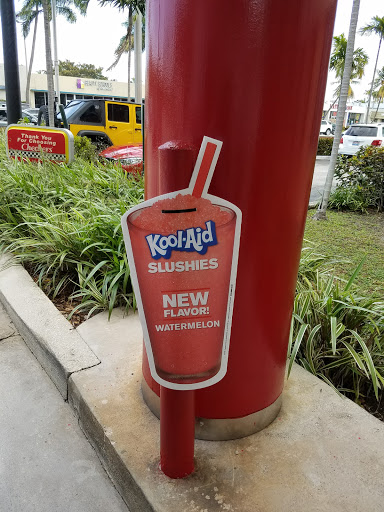 Thank You
For Choosing
Checkers
Kool-Aid
SLUSHIES
NEW
FLAVOR!
WATERMELON